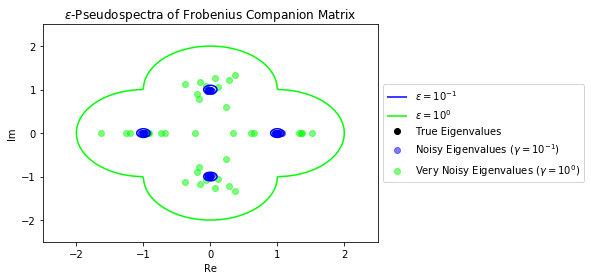 ε-Pseudospectra of Frobenius Companion Matrix
2
1
0
−1
−2
Im
−2
−1
0
1
2
Re
ε = 10⁻¹
ε = 10⁰
True Eigenvalues
Noisy Eigenvalues (γ = 10⁻¹)
Very Noisy Eigenvalues (γ = 10⁰)